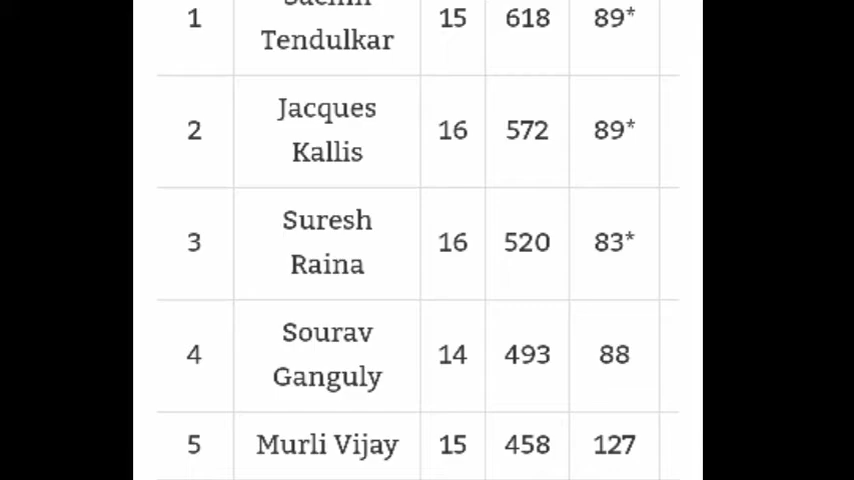 1 Sachin Tendulkar 15 618 89*
2 Jacques Kallis 16 572 89*
3 Suresh Raina 16 520 83*
4 Sourav Ganguly 14 493 88
5 Murli Vijay 15 458 127